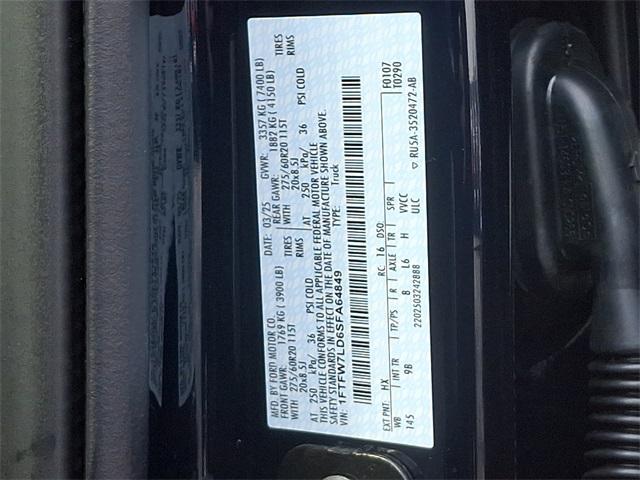 MFD. BY FORD MOTOR CO.
DATE: 03/25 GVWR: 3357 KG ( 7400 LB)
FRONT GAWR: 1769 KG ( 3900 LB) REAR GAWR: 1882 KG ( 4150 LB)
WITH 275/60R20 115T TIRES WITH 275/60R20 115T TIRES
20x8.5J RIMS 20x8.5J RIMS
AT 250 kPa/ 36 PSI COLD AT 250 kPa/ 36 PSI COLD
THIS VEHICLE CONFORMS TO ALL APPLICABLE FEDERAL MOTOR VEHICLE
SAFETY STANDARDS IN EFFECT ON THE DATE OF MANUFACTURE SHOWN ABOVE.
VIN: 1FTFW7LD6SFA64849 TYPE: Truck
EXT PNT: HX RC: 16 DSO: F0107
WB INT TR TP/PS R AXLE TR SPR T0290
145 9B B L6 H VVCC
ULC ▽ RU5A-3520472-AB
2202503242888